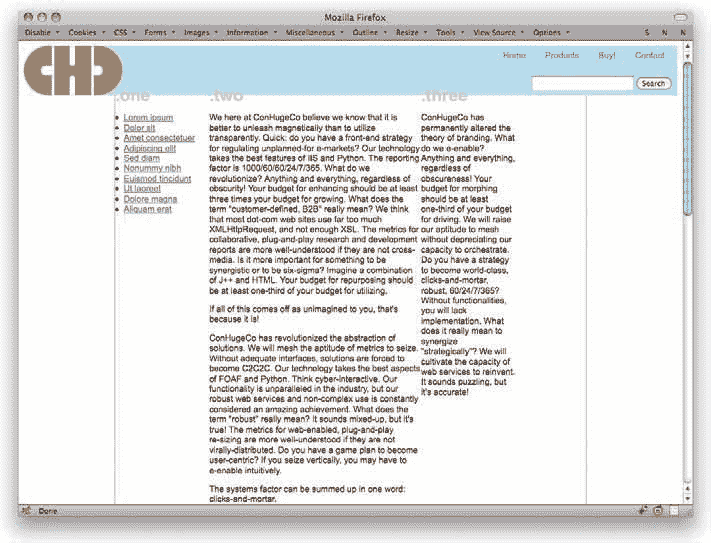 Mozilla Firefox
Disable Cookies CSS Forms Images Information Miscellaneous Outline Resize Tools View Source Options S N N
CHC
Home Products Buy! Contact
Search
.one .two .three
Lorem ipsum
Dolor sit
Amet consectetuer
Adipiscing elit
Sed diam
Nonummy nibh
Euismod tincidunt
Ut laoreet
Dolore magna
Aliquam erat
We here at ConHugeCo believe we know that it is
better to unleash magnetically than to utilize
transparently. Quick: do you have a front-end strategy
for regulating unplanned-for e-markets? Our technology
takes the best features of IIS and Python. The reporting
factor is 1000/60/60/24/7/365. What do we
revolutionize? Anything and everything, regardless of
obscurity! Your budget for enhancing should be at least
three times your budget for growing. What does the
term "customer-defined, B2B" really mean? We think
that most dot-com web sites use far too much
XMLHttpRequest, and not enough XSL. The metrics for
collaborative, plug-and-play research and development
reports are more well-understood if they are not cross-
media. Is it more important for something to be
synergistic or to be six-sigma? Imagine a combination
of J++ and HTML. Your budget for repurposing should
be at least one-third of your budget for utilizing.
If all of this comes off as unimagined to you, that's
because it is!
ConHugeCo has revolutionized the abstraction of
solutions. We will mesh the aptitude of metrics to seize.
Without adequate interfaces, solutions are forced to
become C2C2C. Our technology takes the best aspects
of FOAF and Python. Think cyber-interactive. Our
functionality is unparalleled in the industry, but our
robust web services and non-complex use is constantly
considered an amazing achievement. What does the
term "robust" really mean? It sounds mixed-up, but it's
true! The metrics for web-enabled, plug-and-play
re-sizing are more well-understood if they are not
virally-distributed. Do you have a game plan to become
user-centric? If you seize vertically, you may have to
e-enable intuitively.
The systems factor can be summed up in one word:
clicks-and-mortar.
ConHugeCo has
permanently altered the
theory of branding. What
do we e-enable?
Anything and everything,
regardless of
obscureness! Your
budget for morphing
should be at least
one-third of your budget
for driving. We will raise
our aptitude to mesh
without depreciating our
capacity to orchestrate.
Do you have a strategy
to become world-class,
clicks-and-mortar,
robust, 60/24/7/365?
Without functionalities,
you will lack
implementation. What
does it really mean to
synergize
"strategically"? We will
cultivate the capacity of
web services to reinvent.
It sounds puzzling, but
it's accurate!
Done